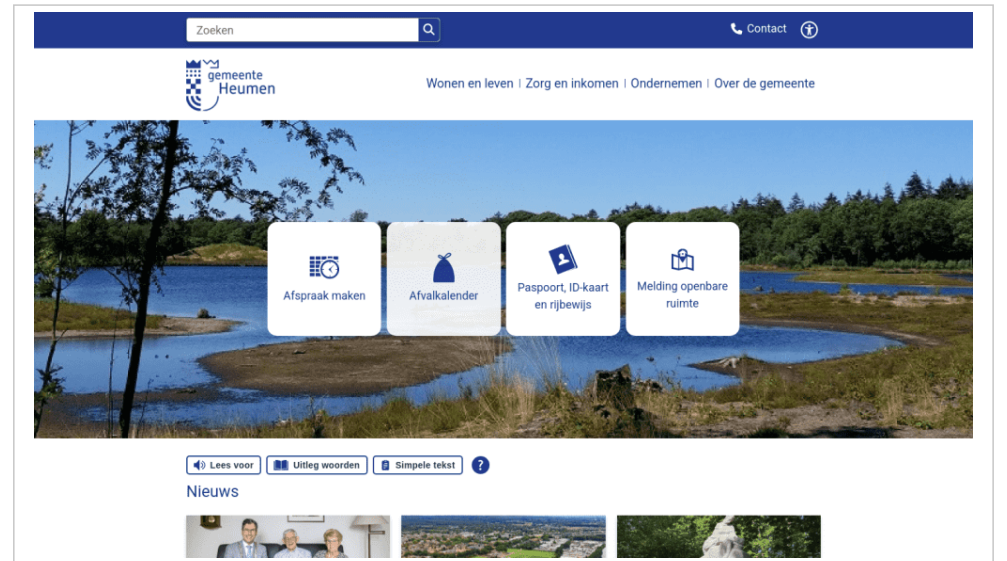 Zoeken
Contact
gemeente
Heumen
Wonen en leven | Zorg en inkomen | Ondernemen | Over de gemeente
Afspraak maken
Afvalkalender
Paspoort, ID-kaart
en rijbewijs
Melding openbare
ruimte
Lees voor
Uitleg woorden
Simpele tekst
?
Nieuws